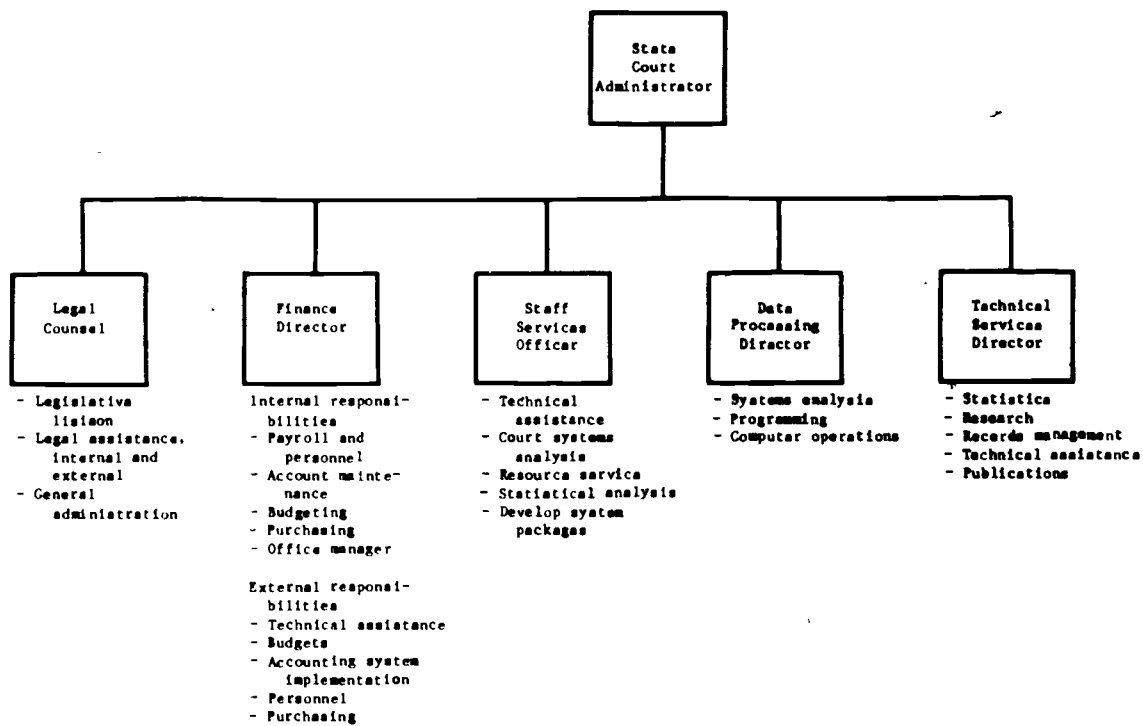 State
Court
Administrator
Legal
Counsel
- Legislative
liaison
- Legal assistance,
internal and
external
- General
administration
Finance
Director
Internal responsi-
bilities
- Payroll and
personnel
- Account mainte-
nance
- Budgeting
- Purchasing
- Office manager
External responsi-
bilities
- Technical assistance
- Budgets
- Accounting system
implementation
- Personnel
- Purchasing
Staff
Services
Officer
- Technical
assistance
- Court systems
analysis
- Resource service
- Statistical analysis
- Develop system
packages
Data
Processing
Director
- Systems analysis
- Programming
- Computer operations
Technical
Services
Director
- Statistics
- Research
- Records management
- Technical assistance
- Publications